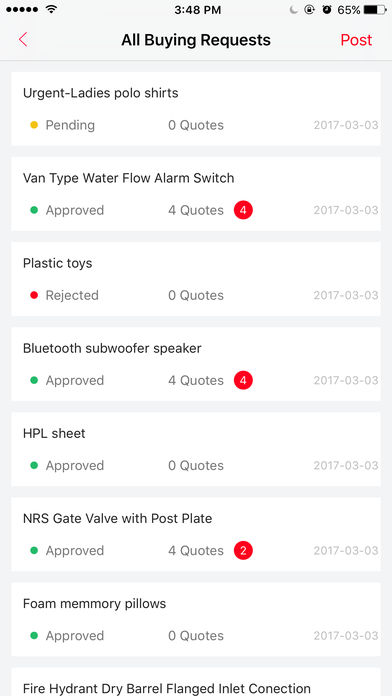 3:48 PM 65%
All Buying Requests Post
Urgent-Ladies polo shirts
Pending 0 Quotes 2017-03-03
Van Type Water Flow Alarm Switch
Approved 4 Quotes 4 2017-03-03
Plastic toys
Rejected 0 Quotes 2017-03-03
Bluetooth subwoofer speaker
Approved 4 Quotes 4 2017-03-03
HPL sheet
Approved 0 Quotes 2017-03-03
NRS Gate Valve with Post Plate
Approved 4 Quotes 2 2017-03-03
Foam memmory pillows
Approved 0 Quotes 2017-03-03
Fire Hydrant Dry Barrel Flanged Inlet Conection